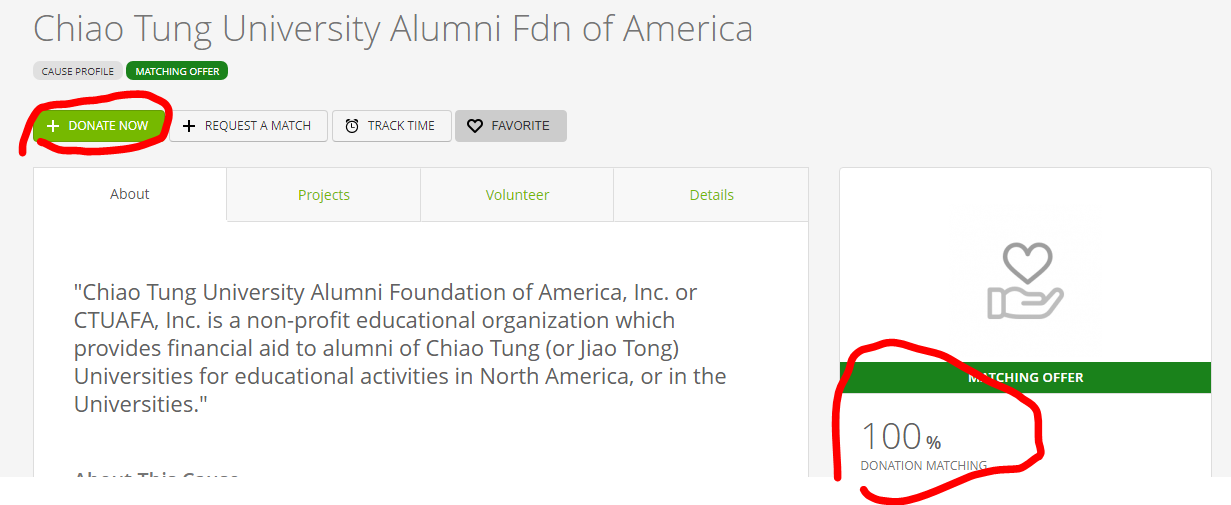 Chiao Tung University Alumni Fdn of America
CAUSE PROFILE MATCHING OFFER
+ DONATE NOW + REQUEST A MATCH TRACK TIME FAVORITE
About Projects Volunteer Details
"Chiao Tung University Alumni Foundation of America, Inc. or
CTUAFA, Inc. is a non-profit educational organization which
provides financial aid to alumni of Chiao Tung (or Jiao Tong)
Universities for educational activities in North America, or in the
Universities."
About This Cause
MATCHING OFFER
100 %
DONATION MATCHING